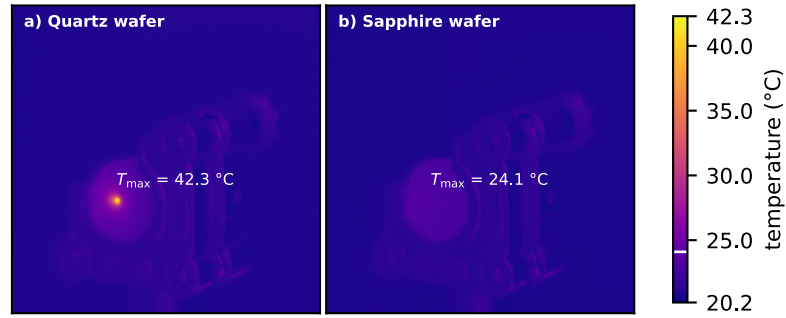 a) Quartz wafer
T_max = 42.3 °C
b) Sapphire wafer
T_max = 24.1 °C
42.3
40.0
35.0
30.0
25.0
20.2
temperature (°C)